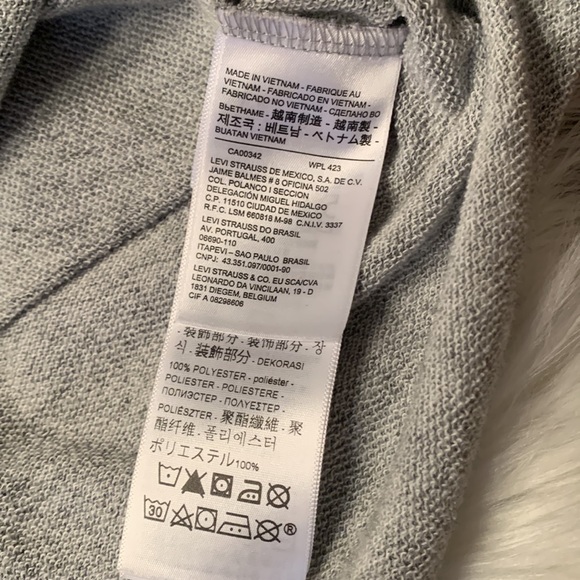 MADE IN VIETNAM - FABRIQUE AU
VIETNAM - FABRICADO EN VIETNAM -
FABRICADO NO VIETNAM - СДЕЛАНО ВО
ВЬЕТНАМЕ - 越南制造 - 越南製 -
제조국 : 베트남 - ベトナム製 -
BUATAN VIETNAM
CA00342 WPL 423
LEVI STRAUSS DE MEXICO, S.A. DE C.V.
JAIME BALMES # 8 OFICINA 502
COL. POLANCO I SECCION
DELEGACIÓN MIGUEL HIDALGO
C.P. 11510 CIUDAD DE MEXICO
R.F.C. LSM 660818 M-98 C.N.I.V. 3337
LEVI STRAUSS DO BRASIL
AV. PORTUGAL, 400
06690-110
ITAPEVI – SAO PAULO BRASIL
CNPJ: 43.351.097/0001-90
LEVI STRAUSS & CO. EU SCA/CVA
LEONARDO DA VINCILAAN, 19 - D
1831 DIEGEM, BELGIUM
CIF A 08298606
- 装飾部分 - 装饰部分 - 장
식 - 裝飾部分 - DEKORASI
100% POLYESTER - poliéster -
POLIESTER - POLIESTERE -
ПОЛИЭСТЕР - ΠΟΛΥΕΣΤΕΡ -
POLIÉSZTER - 聚酯纖維 - 聚
酯纤维 - 폴리에스터
ポリエステル100%
30 ®